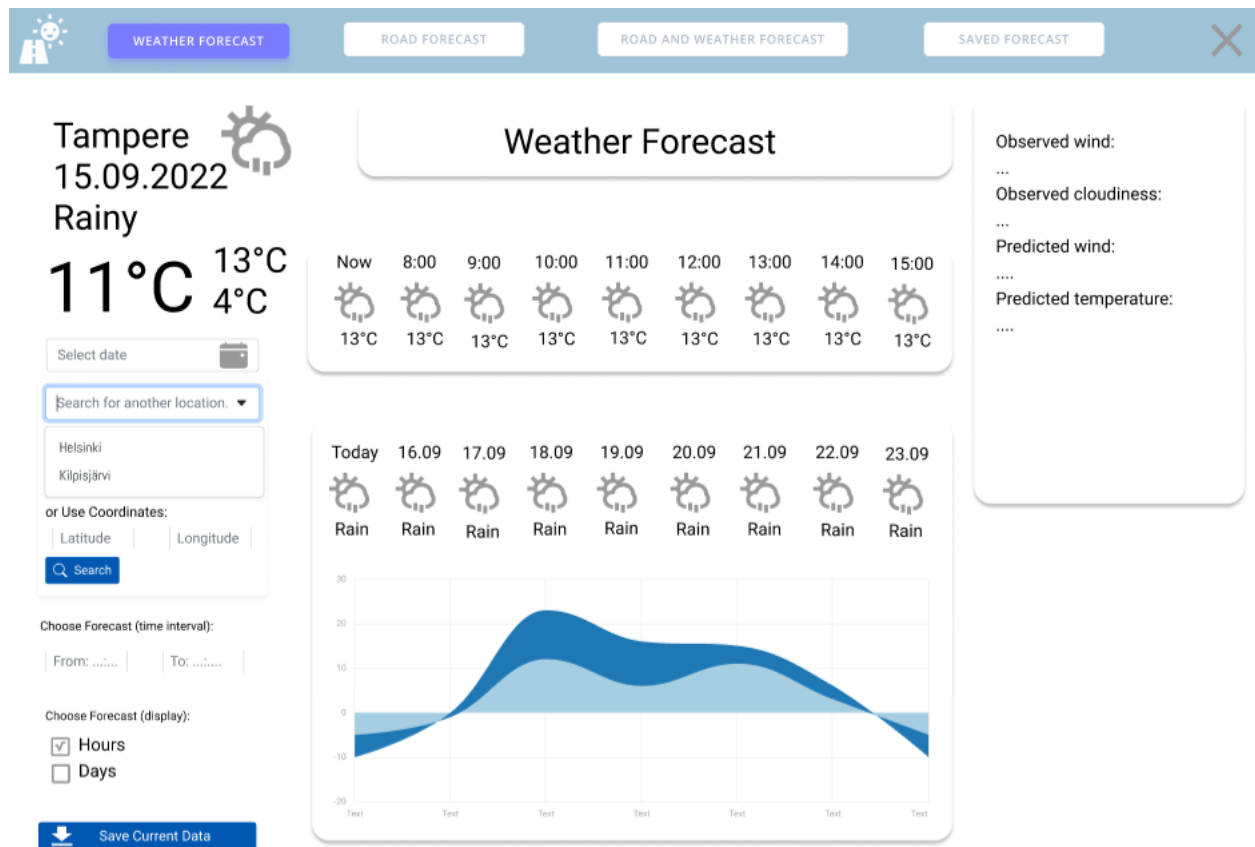 WEATHER FORECAST
ROAD FORECAST
ROAD AND WEATHER FORECAST
SAVED FORECAST
Tampere
15.09.2022
Rainy
11°C
13°C
4°C
Select date
Search for another location.
Helsinki
Kilpisjärvi
or Use Coordinates:
Latitude Longitude
Search
Choose Forecast (time interval):
From: ...:... To: ...:....
Choose Forecast (display):
Hours
Days
Save Current Data
Weather Forecast
Now 8:00 9:00 10:00 11:00 12:00 13:00 14:00 15:00
13°C 13°C 13°C 13°C 13°C 13°C 13°C 13°C 13°C
Today 16.09 17.09 18.09 19.09 20.09 21.09 22.09 23.09
Rain Rain Rain Rain Rain Rain Rain Rain Rain
30
20
10
0
-10
-20
Text Text Text Text Text Text Text
Observed wind:
...
Observed cloudiness:
...
Predicted wind:
....
Predicted temperature:
....